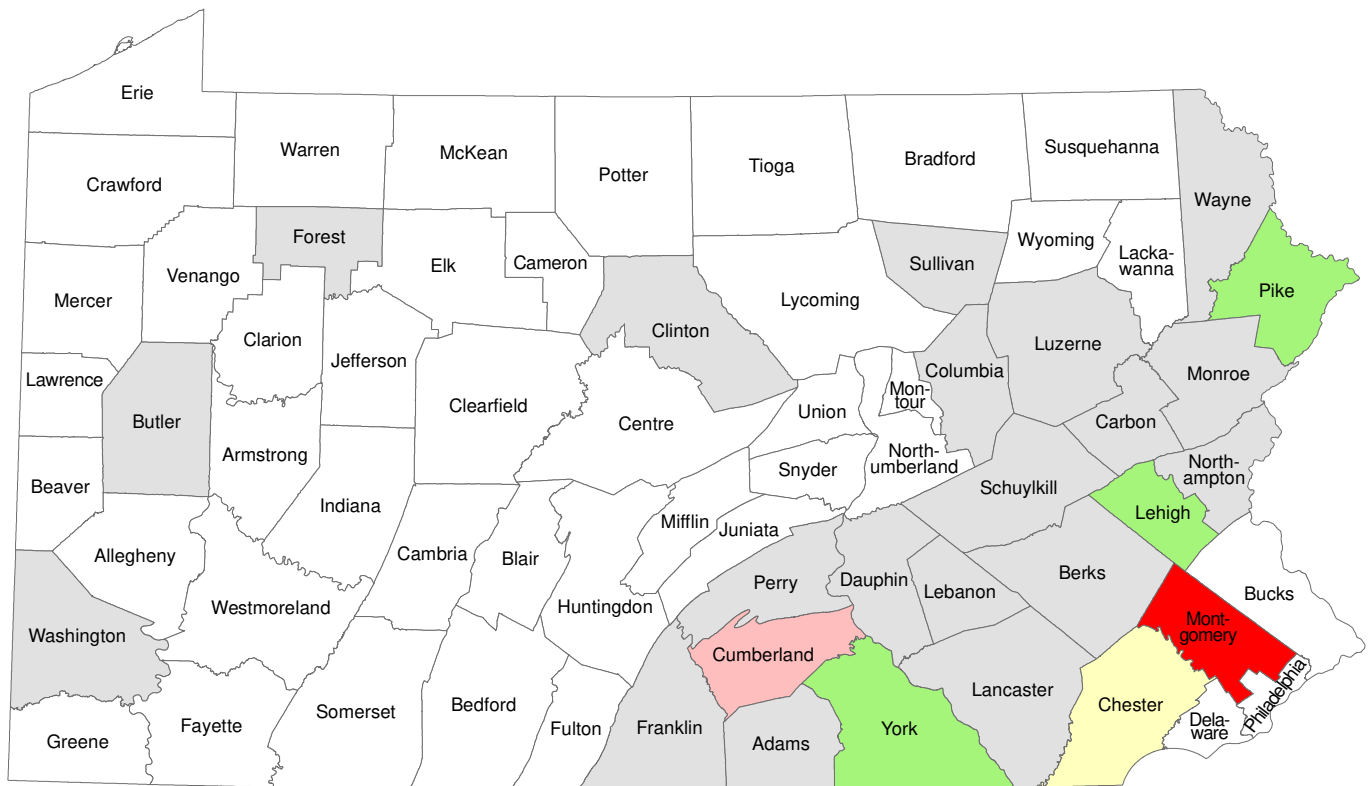 Erie
Warren
McKean
Potter
Tioga
Bradford
Susquehanna
Crawford
Wayne
Forest
Venango
Elk
Cameron
Sullivan
Wyoming
Lacka-
wanna
Mercer
Lycoming
Pike
Clarion
Clinton
Luzerne
Jefferson
Lawrence
Columbia
Monroe
Butler
Clearfield
Centre
Union
Mon-
tour
Carbon
Armstrong
Snyder
North-
umberland
North-
ampton
Beaver
Indiana
Schuylkill
Lehigh
Mifflin
Juniata
Allegheny
Cambria
Blair
Perry
Dauphin
Lebanon
Berks
Bucks
Westmoreland
Huntingdon
Washington
Cumberland
Mont-
gomery
Lancaster
Chester
Philadelphia
Greene
Fayette
Somerset
Bedford
Fulton
Franklin
Adams
York
Dela-
ware